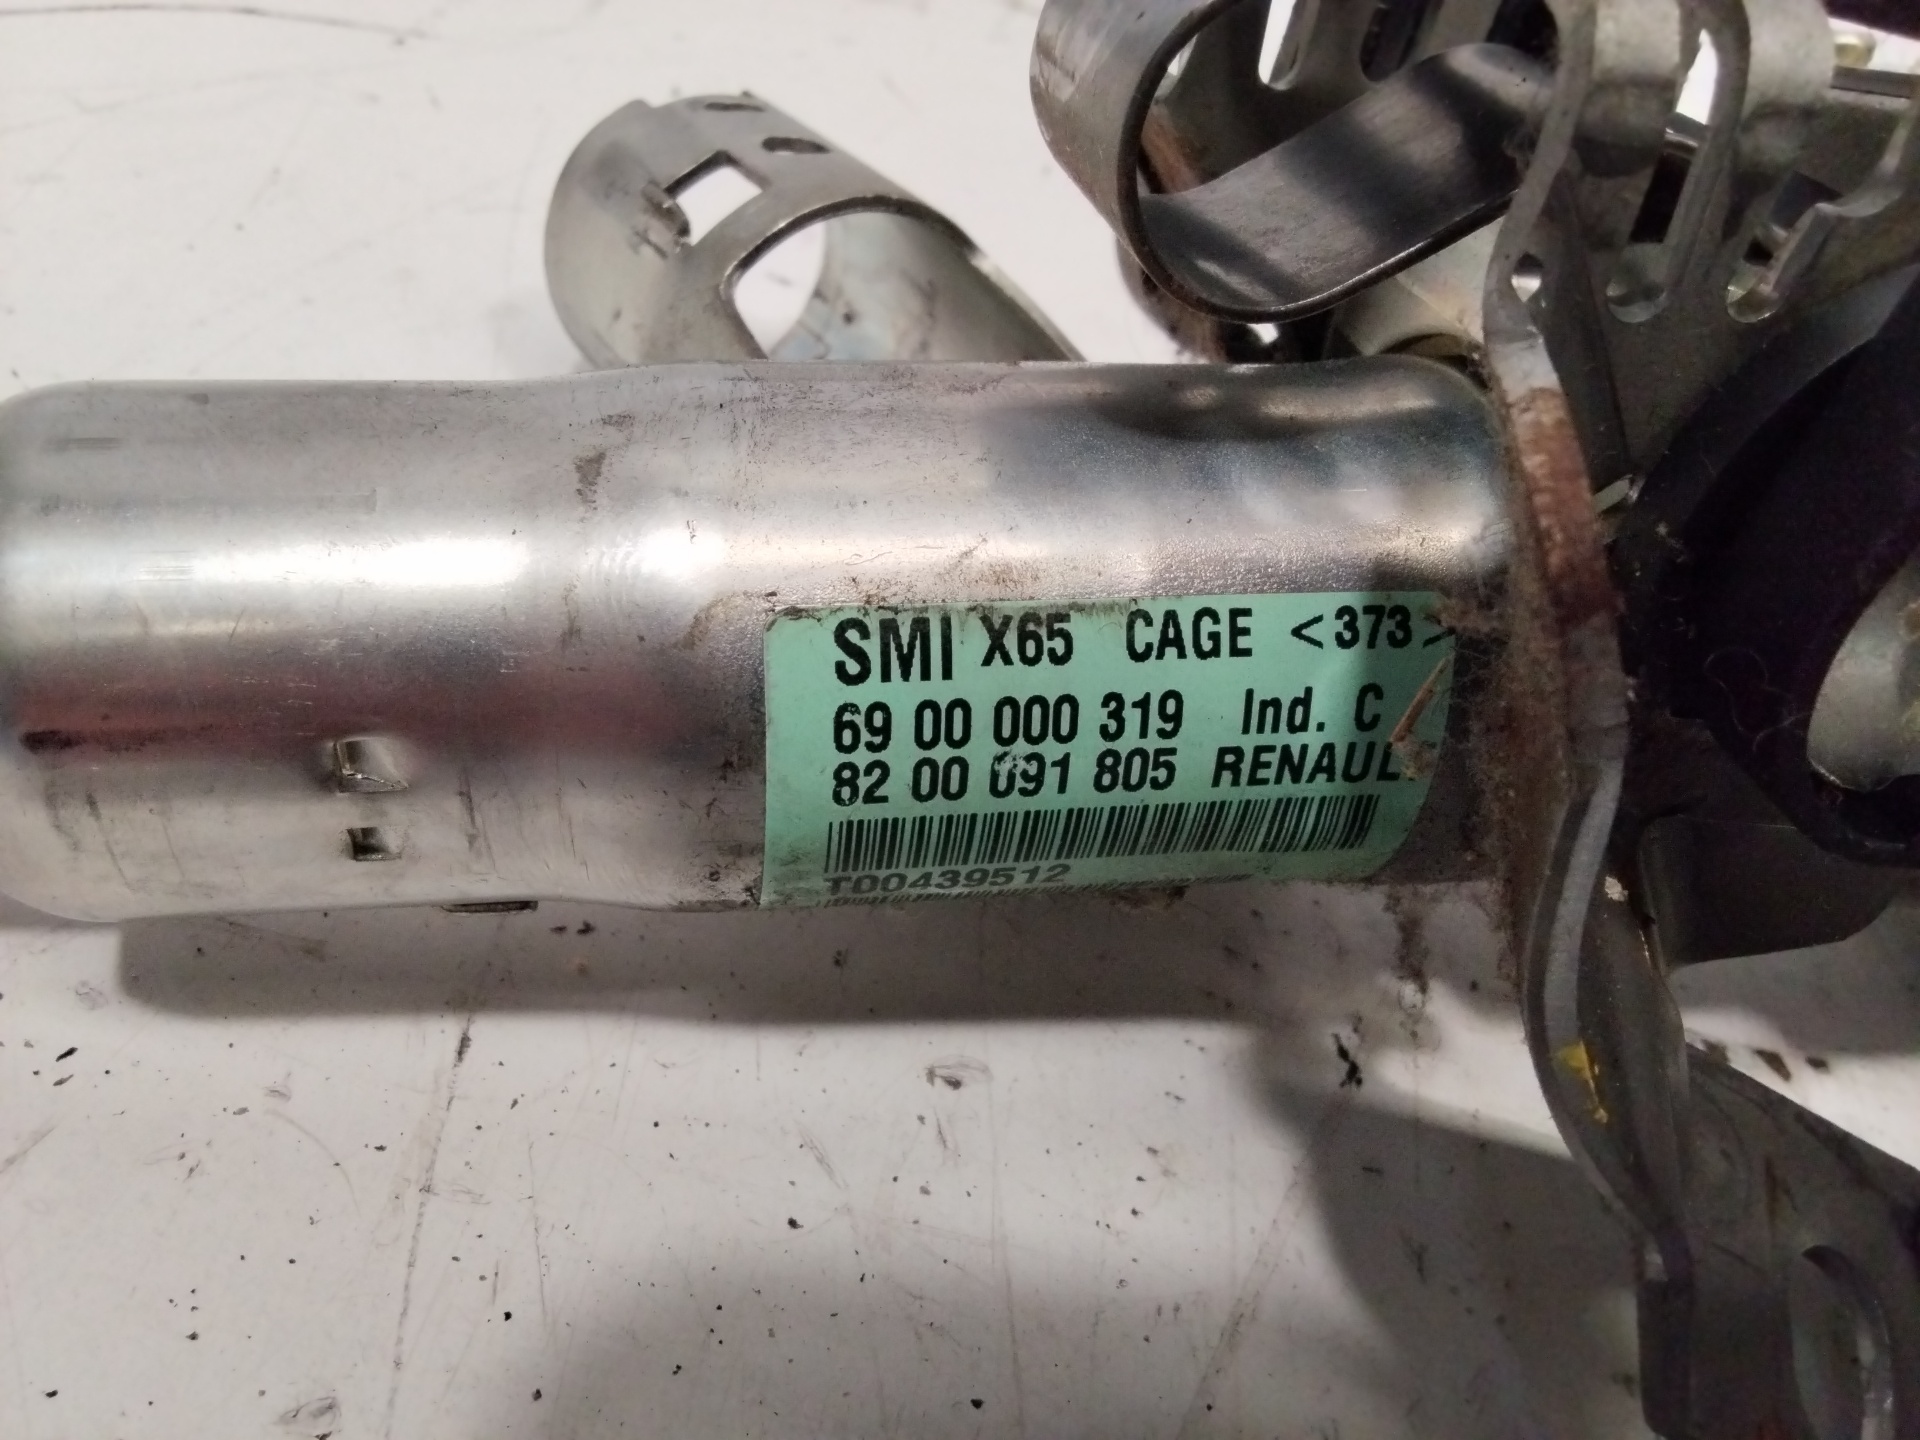 SMI X65 CAGE <373>
69 00 000 319 Ind. C
82 00 091 805 RENAUL
T00439512